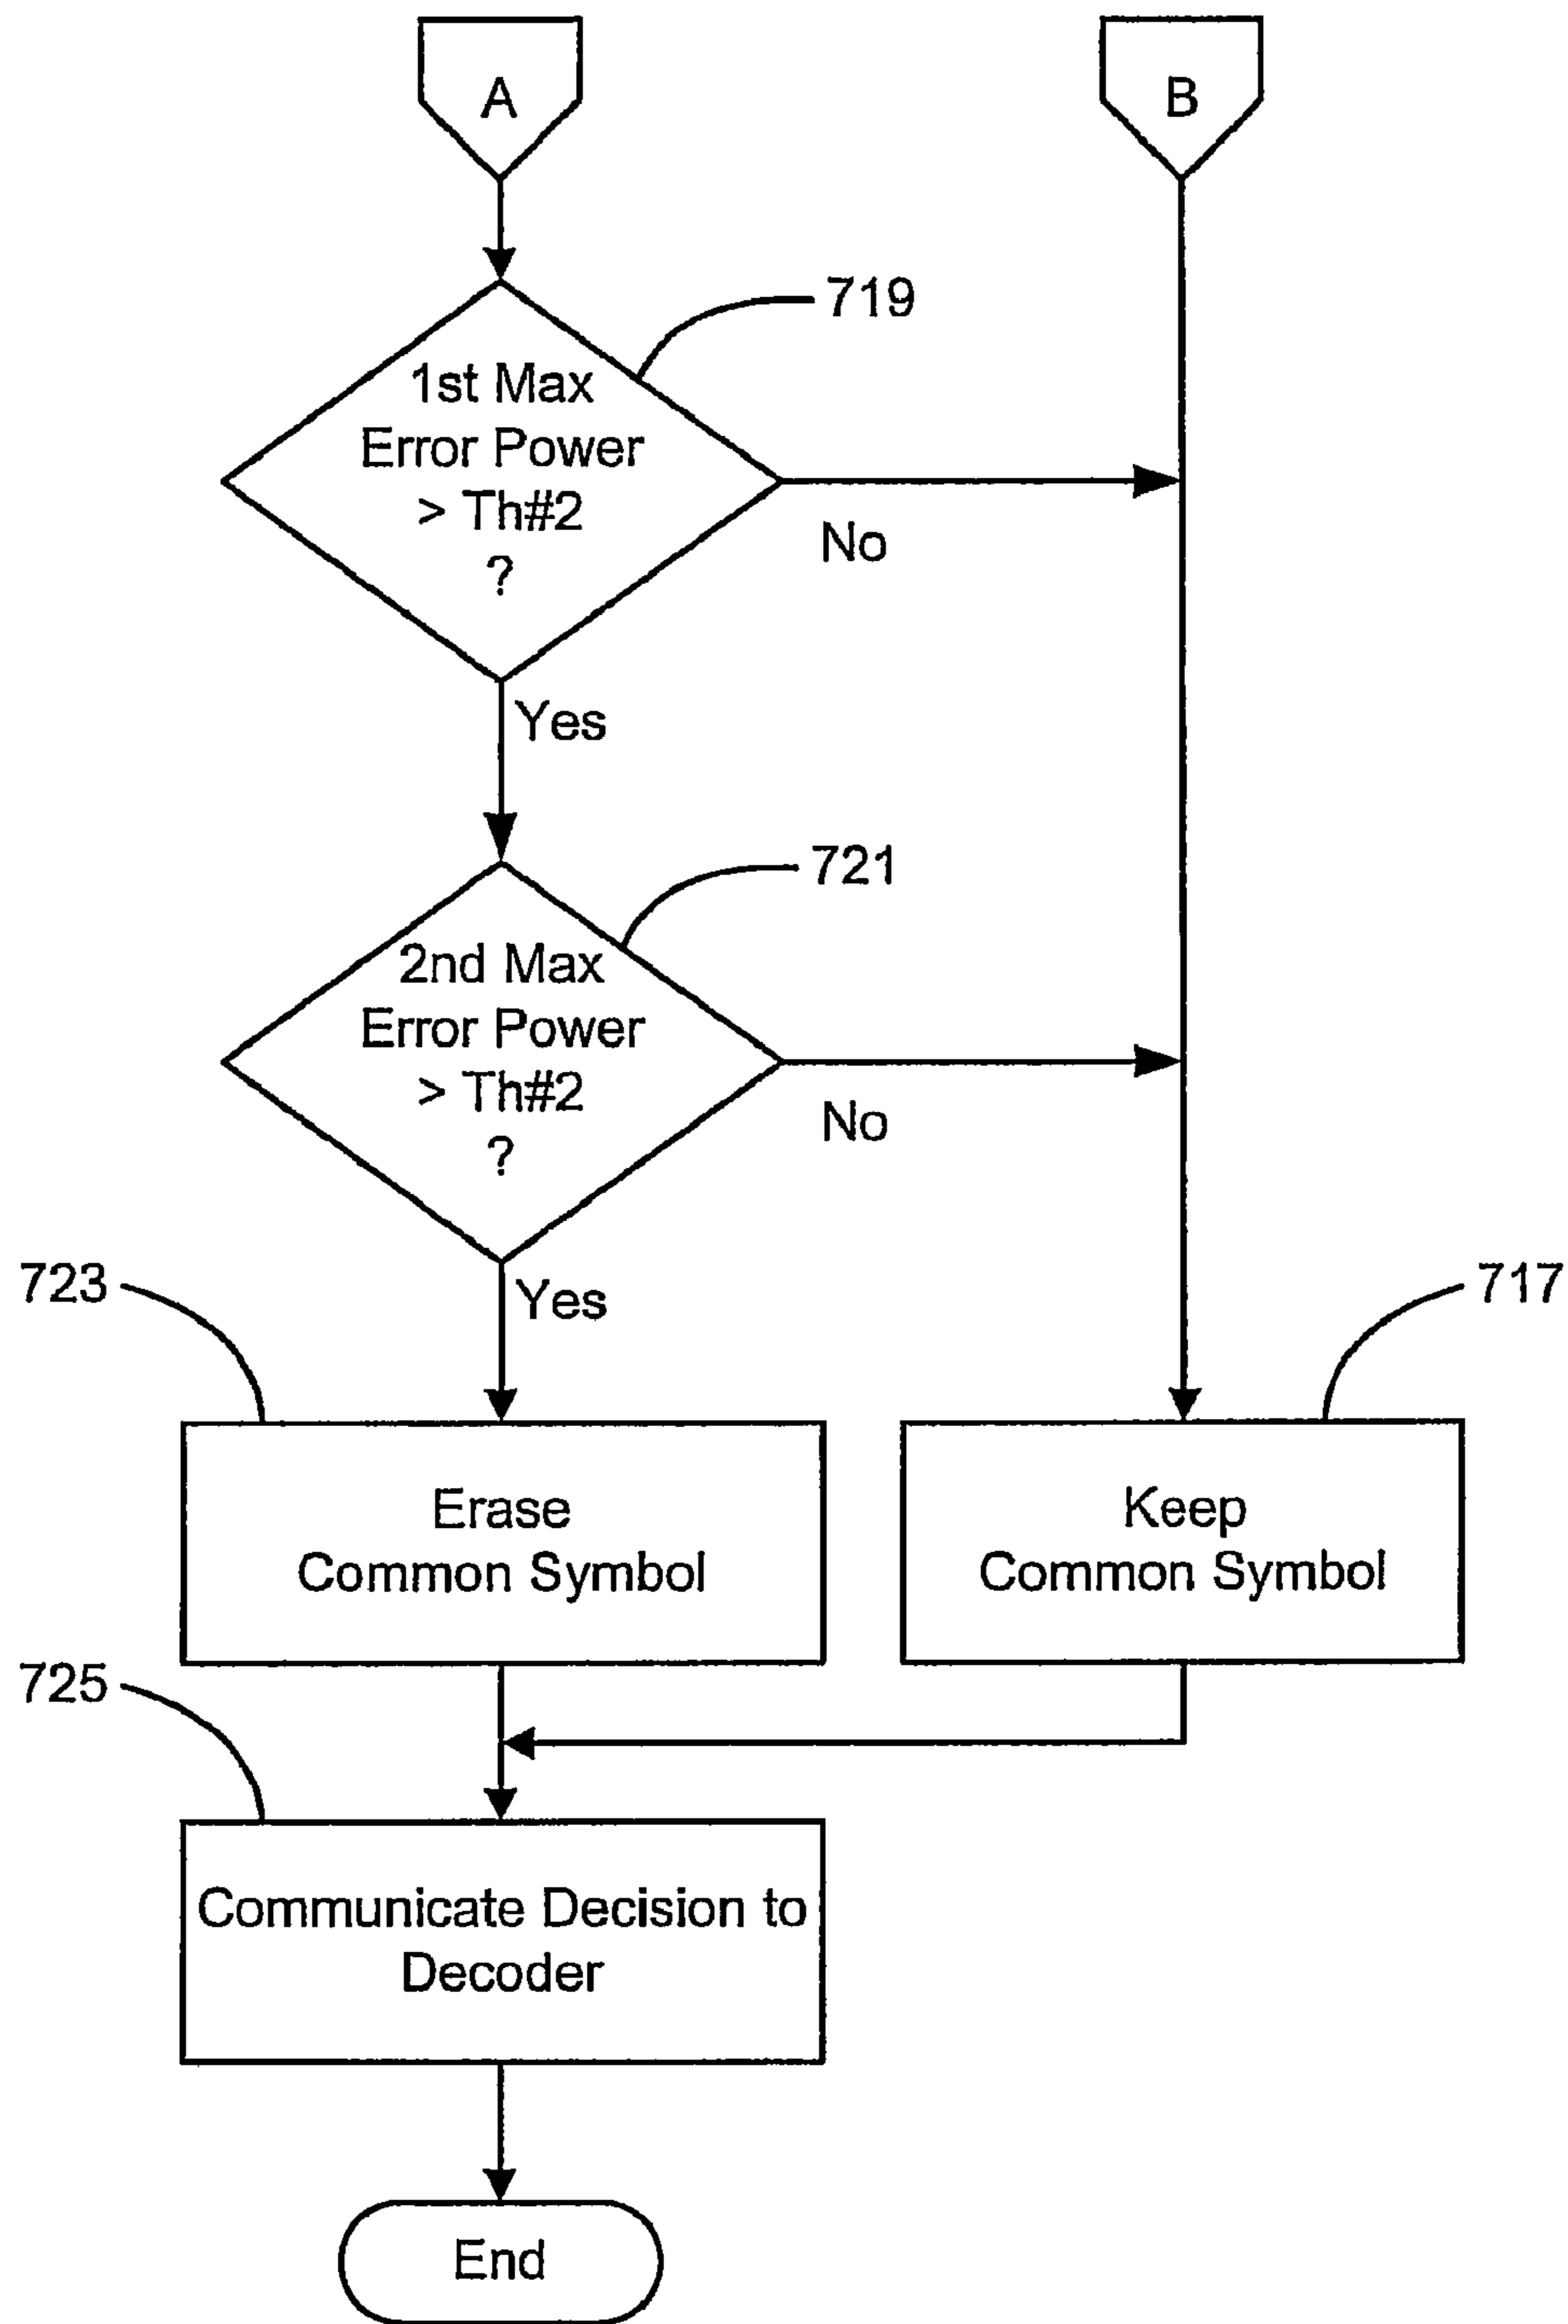 A
B
719
1st Max
Error Power
> Th#2
?
No
Yes
721
2nd Max
Error Power
> Th#2
?
No
Yes
723
717
Erase
Common Symbol
Keep
Common Symbol
725
Communicate Decision to
Decoder
End